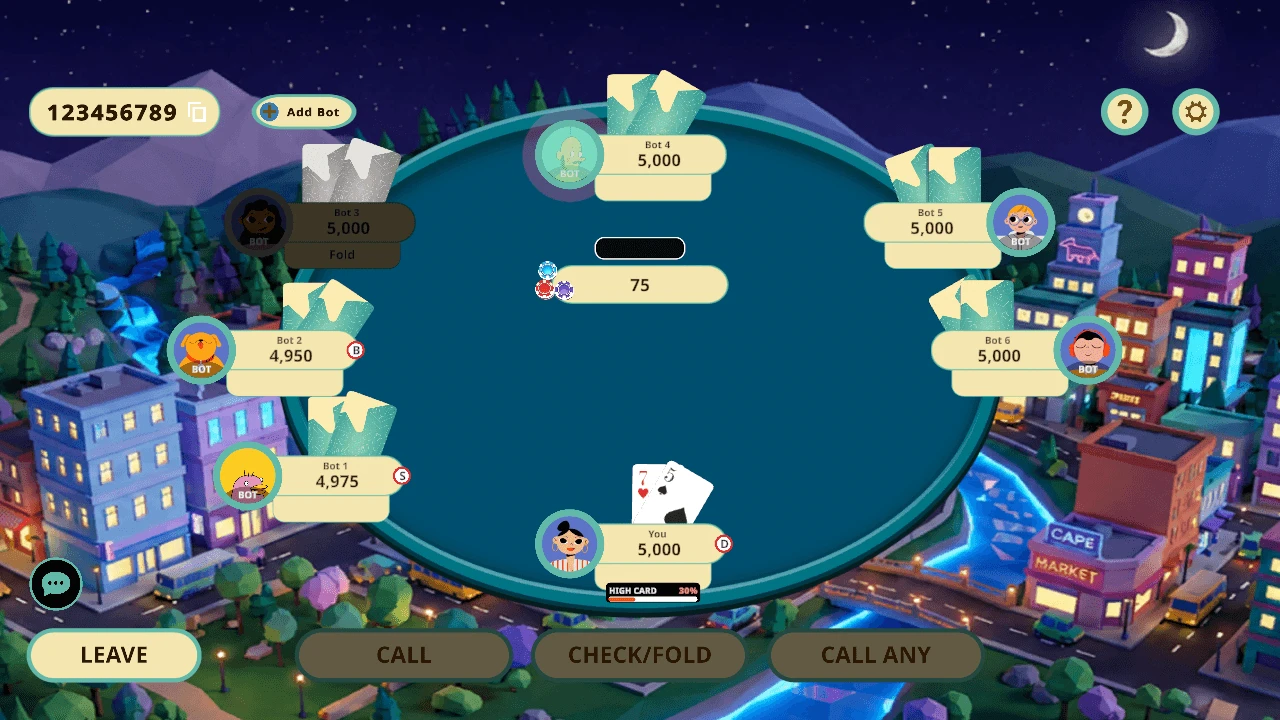 123456789
Add Bot
?
Bot 4
5,000
BOT
Bot 3
5,000
BOT
Fold
Bot 5
5,000
BOT
75
Bot 2
4,950
B
BOT
Bot 6
5,000
BOT
Bot 1
4,975
S
BOT
7
5
You
5,000
D
HIGH CARD 30%
CAPE
MARKET
LEAVE
CALL
CHECK/FOLD
CALL ANY